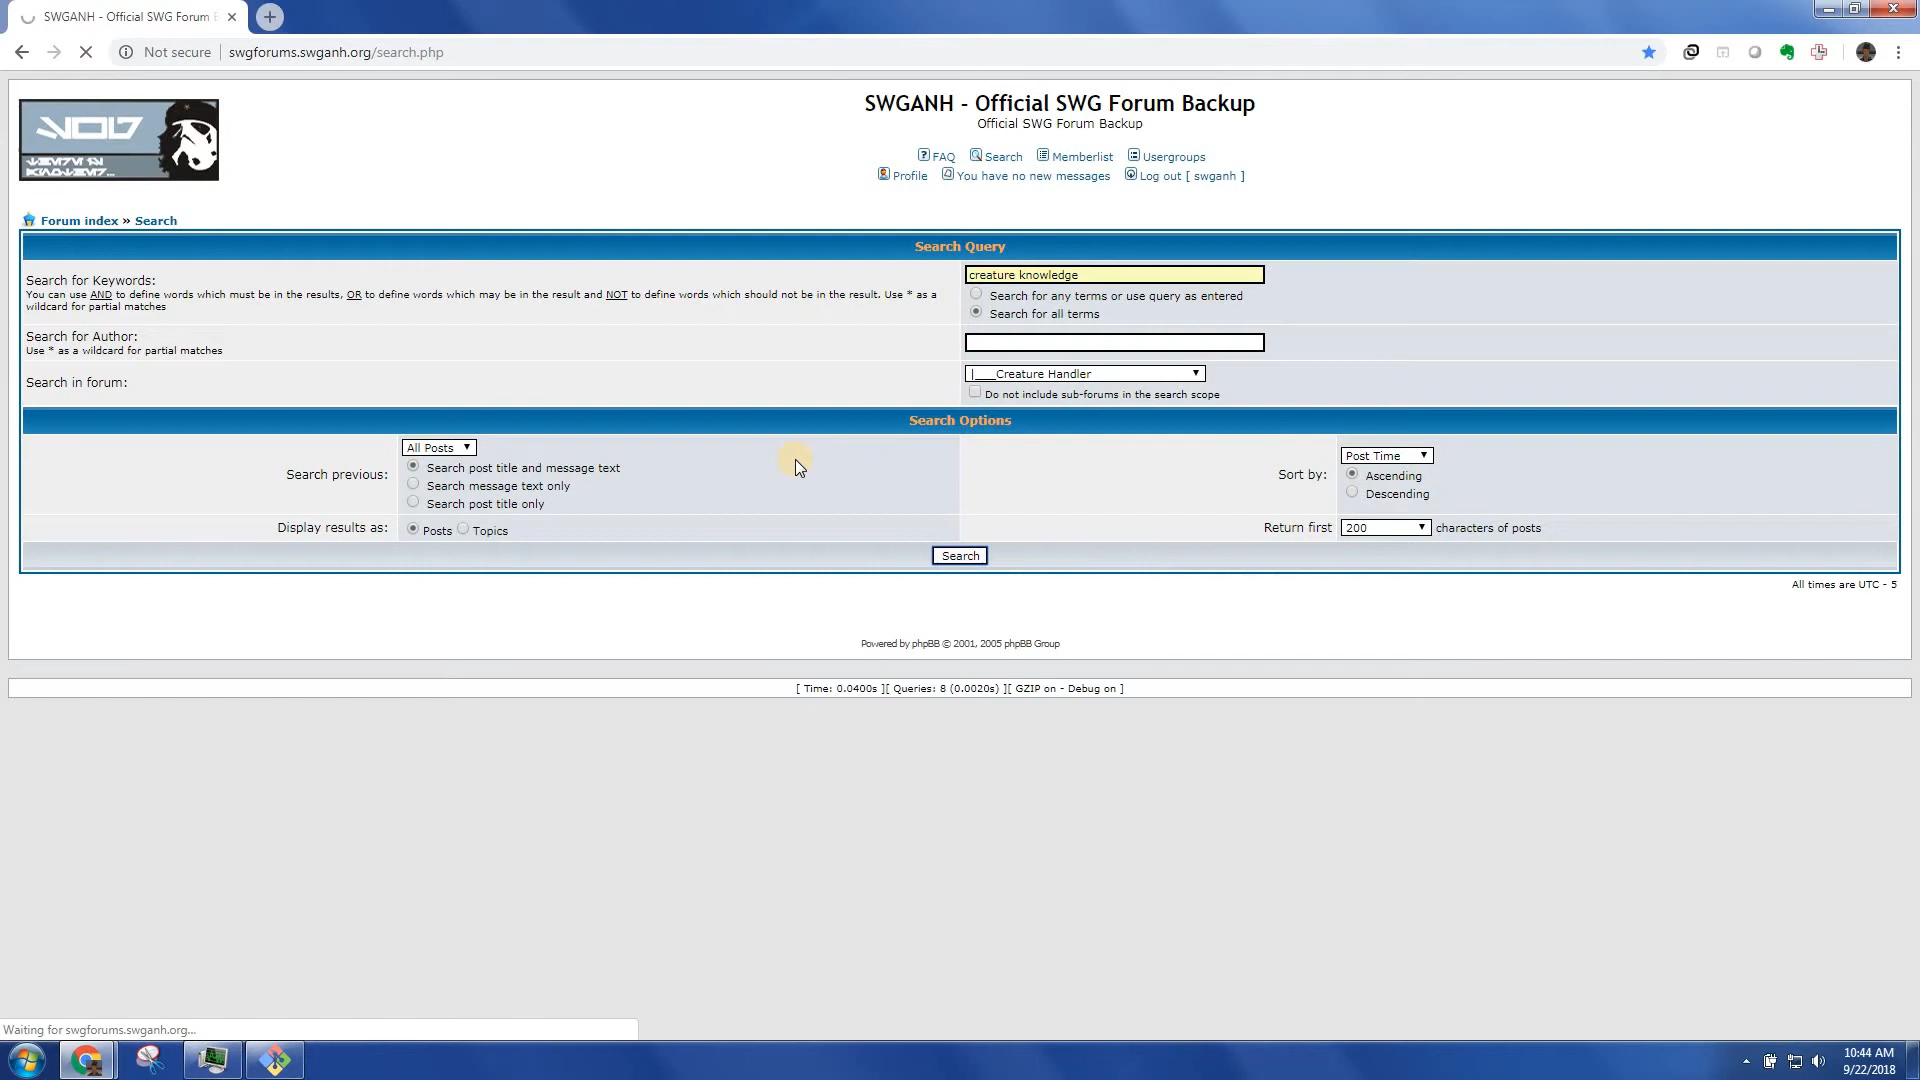 SWGANH - Official SWG Forum B
Not secure
swgforums.swganh.org/search.php
SWGANH - Official SWG Forum Backup
Official SWG Forum Backup
FAQ Search Memberlist Usergroups
Profile You have no new messages Log out [ swganh ]
Forum index » Search
Search Query
Search for Keywords:
You can use AND to define words which must be in the results, OR to define words which may be in the result and NOT to define words which should not be in the result. Use * as a
wildcard for partial matches
creature knowledge
Search for any terms or use query as entered
Search for all terms
Search for Author:
Use * as a wildcard for partial matches
Search in forum:
|___Creature Handler
Do not include sub-forums in the search scope
Search Options
Search previous:
All Posts
Search post title and message text
Search message text only
Search post title only
Sort by:
Post Time
Ascending
Descending
Display results as:
Posts Topics
Return first 200 characters of posts
Search
All times are UTC - 5
Powered by phpBB © 2001, 2005 phpBB Group
[ Time: 0.0400s ][ Queries: 8 (0.0020s) ][ GZIP on - Debug on ]
Waiting for swgforums.swganh.org...
10:44 AM
9/22/2018